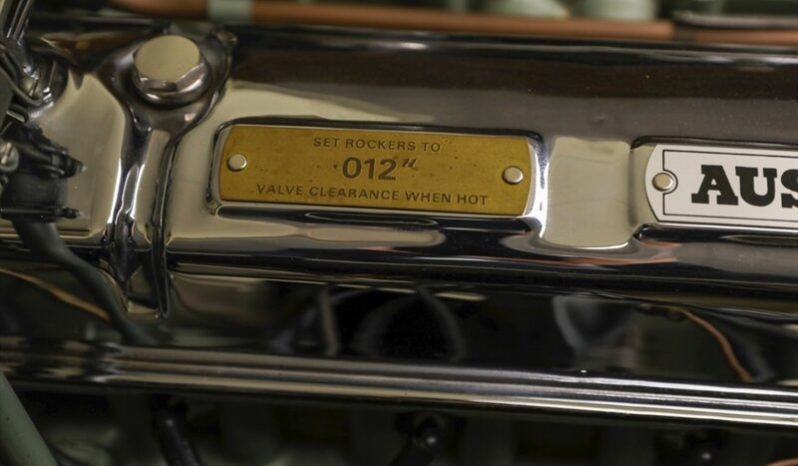 SET ROCKERS TO
·012"
VALVE CLEARANCE WHEN HOT
AUS